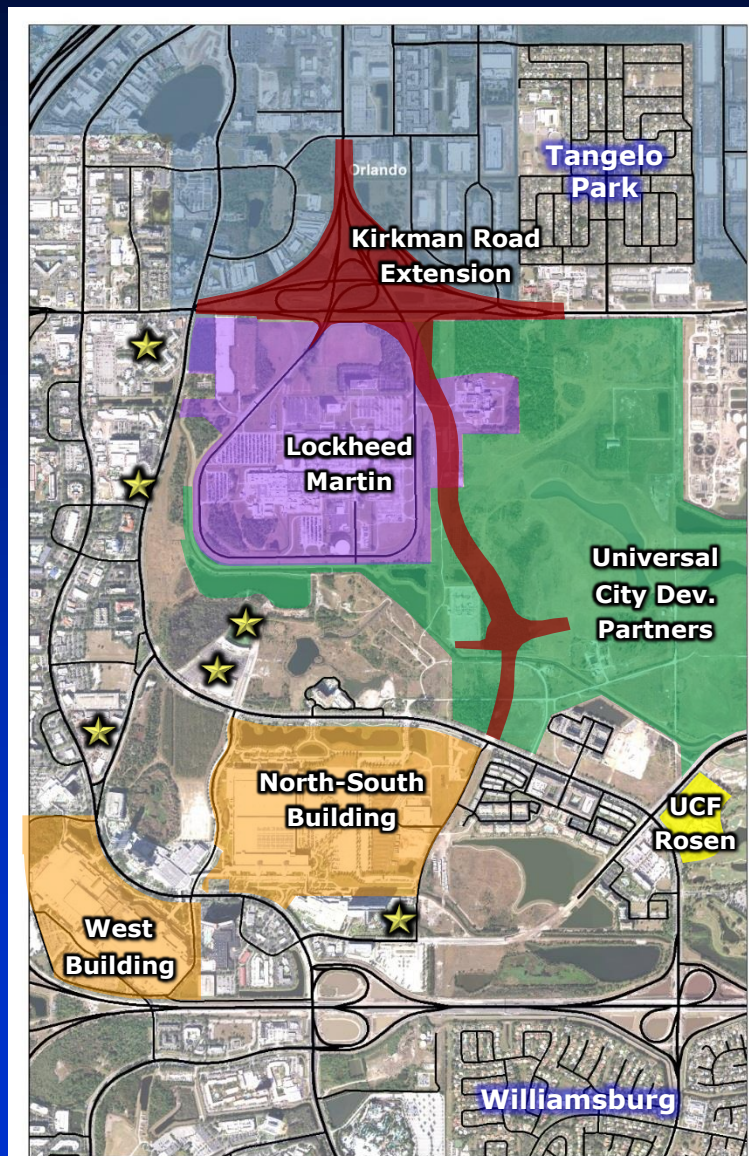 Tangelo
Park
Orlando
Kirkman Road
Extension
Lockheed
Martin
Universal
City Dev.
Partners
North-South
Building
UCF
Rosen
West
Building
Williamsburg